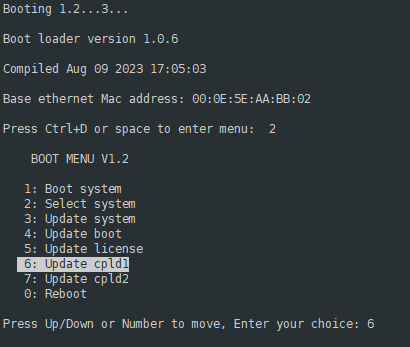 Booting 1.2...3...
Boot loader version 1.0.6
Compiled Aug 09 2023 17:05:03
Base ethernet Mac address: 00:0E:5E:AA:BB:02
Press Ctrl+D or space to enter menu:  2
BOOT MENU V1.2
1: Boot system
2: Select system
3: Update system
4: Update boot
5: Update license
6: Update cpld1
7: Update cpld2
0: Reboot
Press Up/Down or Number to move, Enter your choice: 6